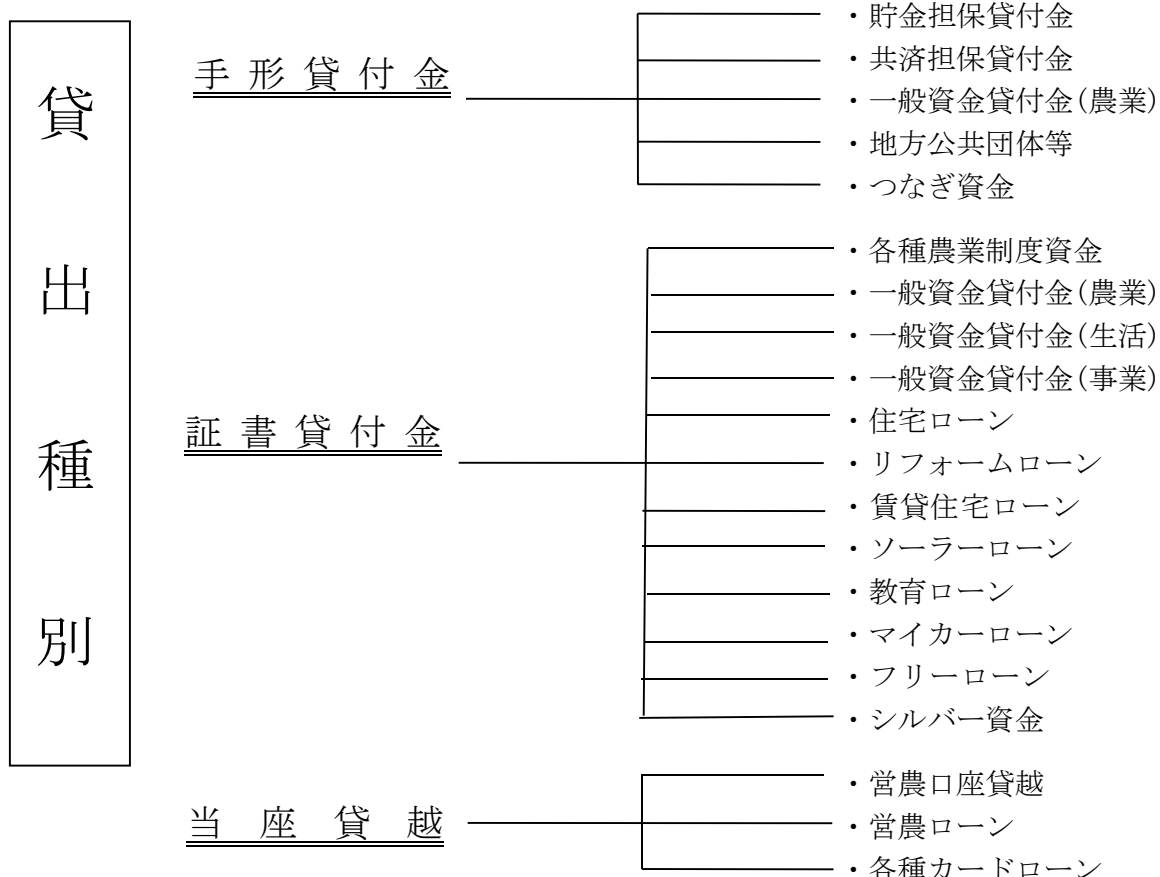 貸出種別
手形貸付金
・貯金担保貸付金
・共済担保貸付金
・一般資金貸付金(農業)
・地方公共団体等
・つなぎ資金
証書貸付金
・各種農業制度資金
・一般資金貸付金(農業)
・一般資金貸付金(生活)
・一般資金貸付金(事業)
・住宅ローン
・リフォームローン
・賃貸住宅ローン
・ソーラーローン
・教育ローン
・マイカーローン
・フリーローン
・シルバー資金
当座貸越
・営農口座貸越
・営農ローン
・各種カードローン